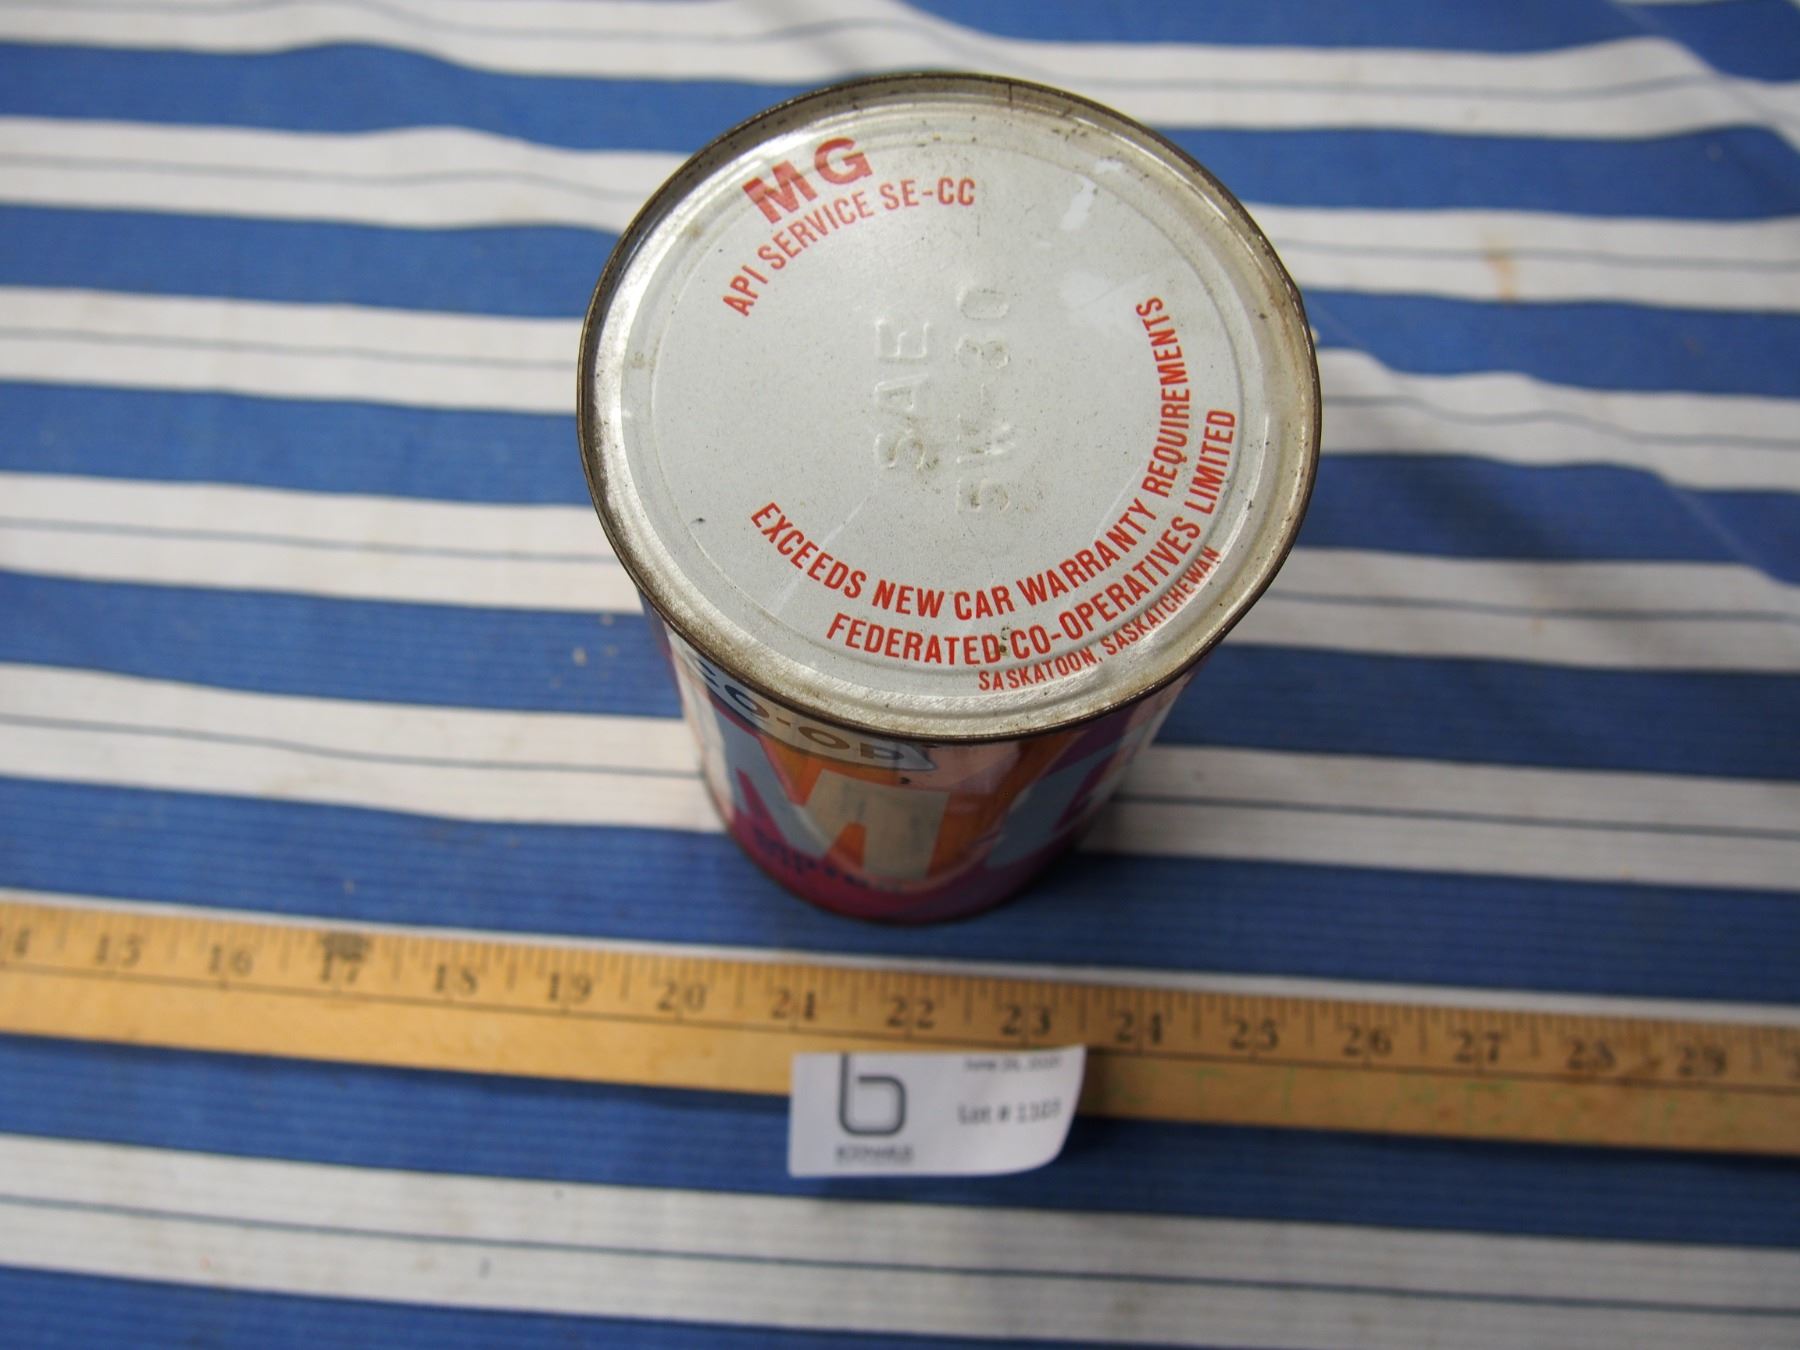 MG
API SERVICE SE-CC
SAE
5W-30
EXCEEDS NEW CAR WARRANTY REQUIREMENTS
FEDERATED CO-OPERATIVES LIMITED
SASKATOON, SASKATCHEWAN
CO-OP
MG
14 15 16 17 18 19 20 21 22 23 24 25 26 27 28 29
b
Lot #